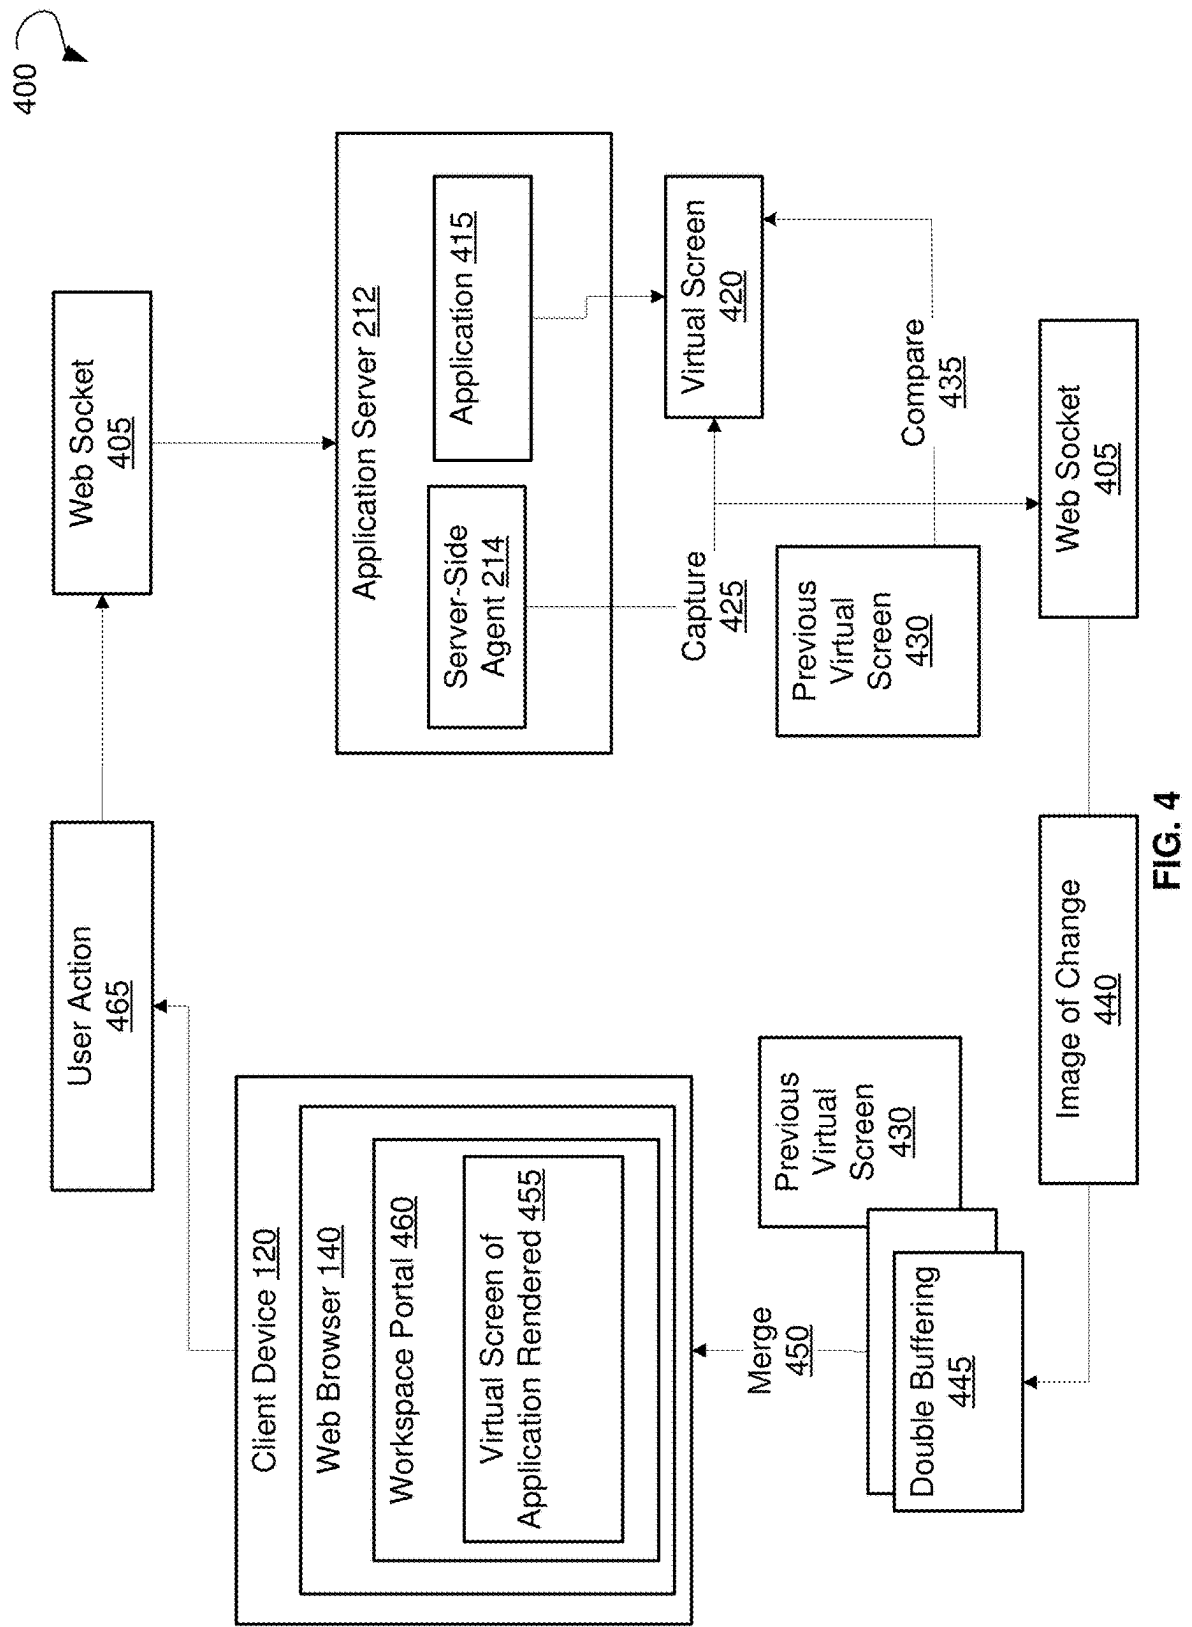 400
User Action
465
Web Socket
405
Client Device 120
Web Browser 140
Workspace Portal 460
Virtual Screen of
Application Rendered 455
Application Server 212
Server-Side
Agent 214
Application 415
Capture
425
Virtual Screen
420
Merge
450
Previous
Virtual
Screen
430
Previous
Virtual
Screen
430
Compare
435
Double Buffering
445
Image of Change
440
Web Socket
405
FIG. 4